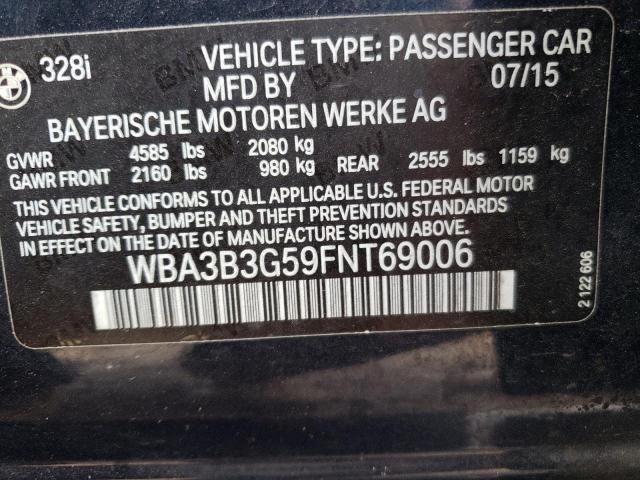 328i VEHICLE TYPE: PASSENGER CAR
MFD BY 07/15
BAYERISCHE MOTOREN WERKE AG
GVWR 4585 lbs 2080 kg
GAWR FRONT 2160 lbs 980 kg REAR 2555 lbs 1159 kg
THIS VEHICLE CONFORMS TO ALL APPLICABLE U.S. FEDERAL MOTOR
VEHICLE SAFETY, BUMPER AND THEFT PREVENTION STANDARDS
IN EFFECT ON THE DATE OF MANUFACTURE SHOWN ABOVE.
WBA3B3G59FNT69006
2 122 606